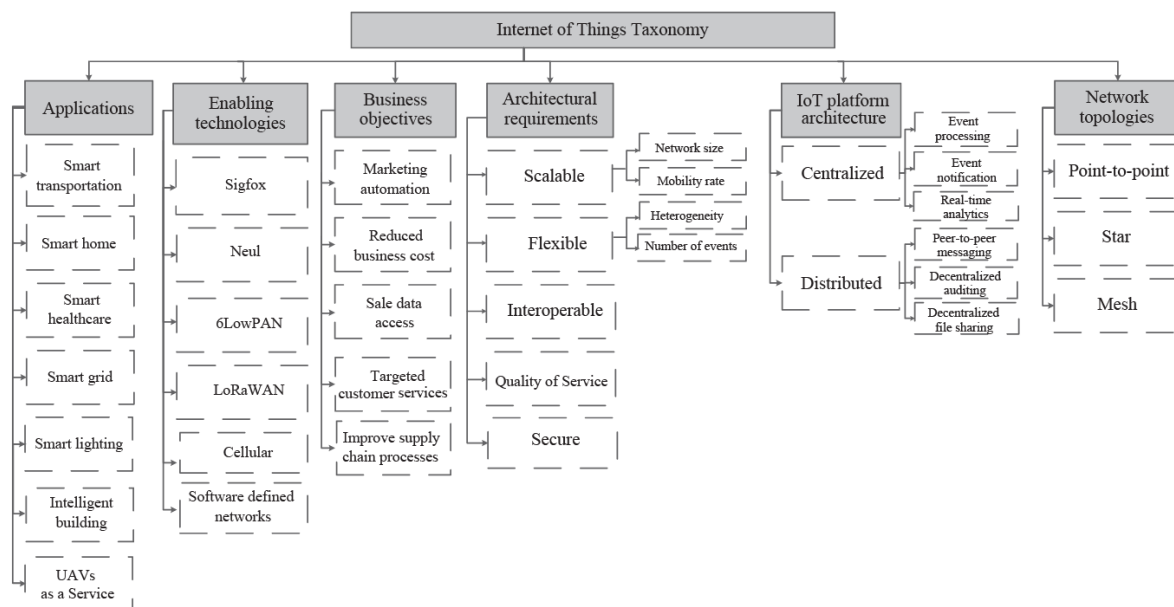 Internet of Things Taxonomy
Applications
Smart
transportation
Smart home
Smart
healthcare
Smart grid
Smart lighting
Intelligent
building
UAVs
as a Service
Enabling
technologies
Sigfox
Neul
6LowPAN
LoRaWAN
Cellular
Software defined
networks
Business
objectives
Marketing
automation
Reduced
business cost
Sale data
access
Targeted
customer services
Improve supply
chain processes
Architectural
requirements
Scalable
Network size
Mobility rate
Flexible
Heterogeneity
Number of events
Interoperable
Quality of Service
Secure
IoT platform
architecture
Centralized
Event
processing
Event
notification
Real-time
analytics
Distributed
Peer-to-peer
messaging
Decentralized
auditing
Decentralized
file sharing
Network
topologies
Point-to-point
Star
Mesh